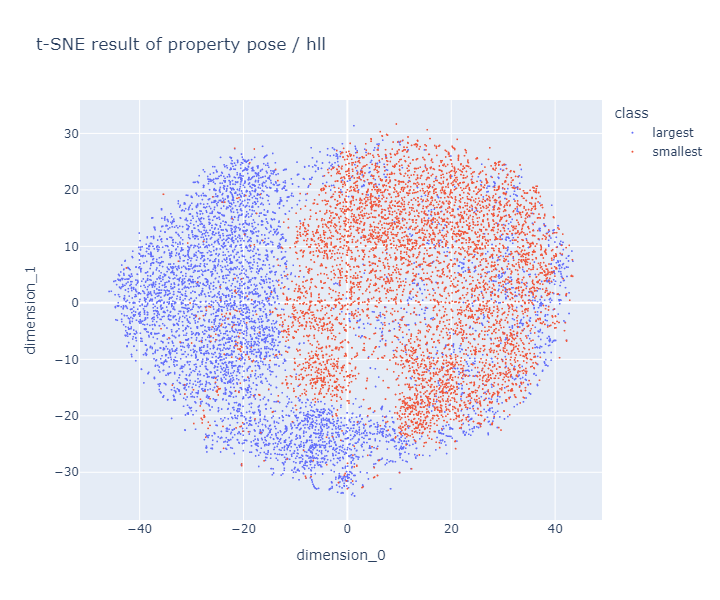 t-SNE result of property pose / hll
class
largest
smallest
30
20
10
0
−10
−20
−30
dimension_1
−40
−20
0
20
40
dimension_0